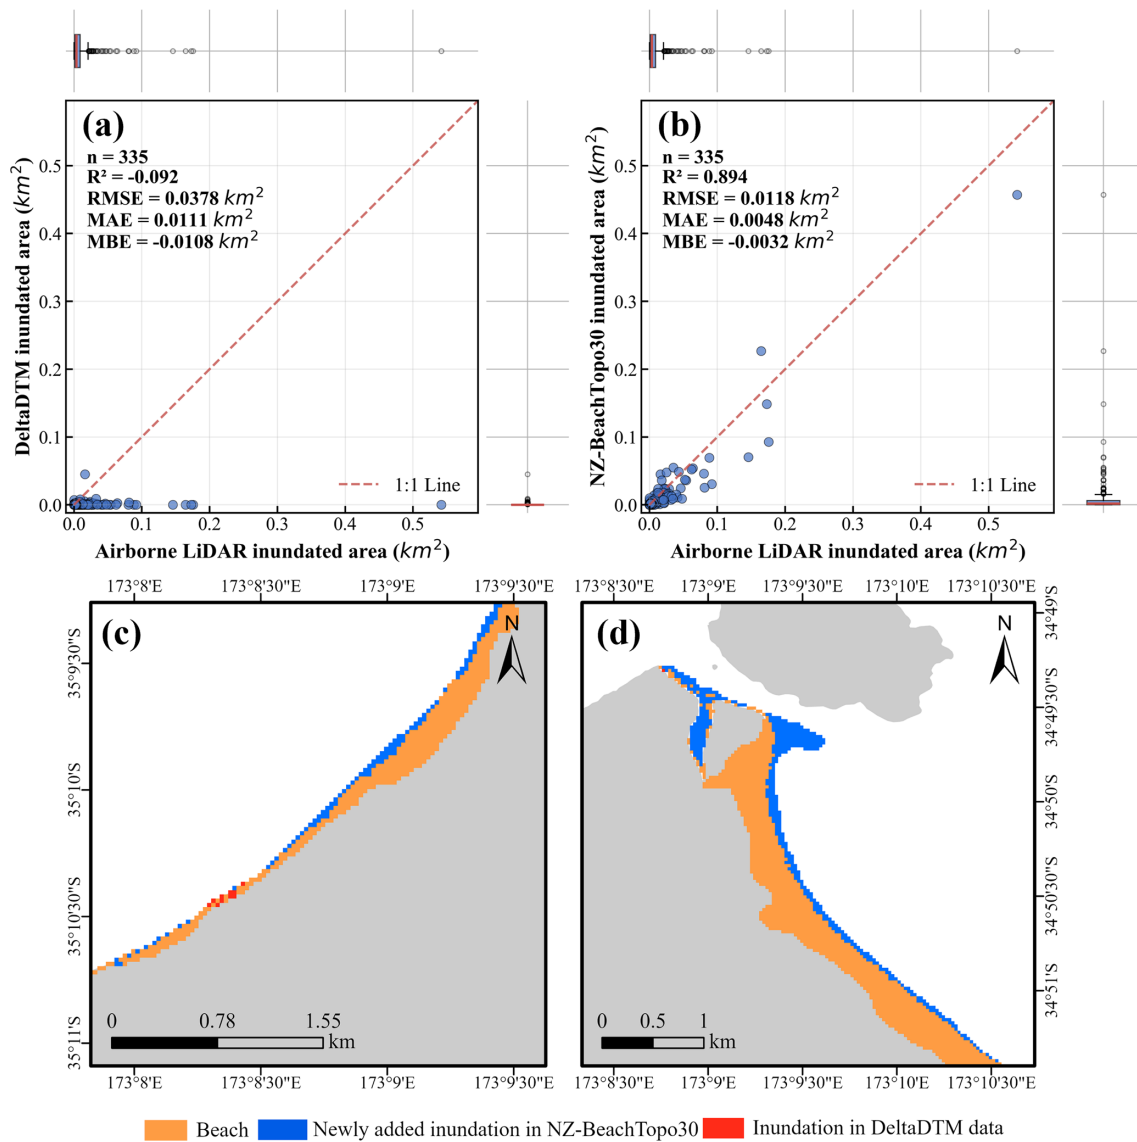 (a)
n = 335
R² = -0.092
RMSE = 0.0378 km²
MAE = 0.0111 km²
MBE = -0.0108 km²
DeltaDTM inundated area (km²)
0.5
0.4
0.3
0.2
0.1
0.0
1:1 Line
0.0 0.1 0.2 0.3 0.4 0.5
Airborne LiDAR inundated area (km²)
(b)
n = 335
R² = 0.894
RMSE = 0.0118 km²
MAE = 0.0048 km²
MBE = -0.0032 km²
NZ-BeachTopo30 inundated area (km²)
0.5
0.4
0.3
0.2
0.1
0.0
1:1 Line
0.0 0.1 0.2 0.3 0.4 0.5
Airborne LiDAR inundated area (km²)
173°8'E 173°8'30"E 173°9'E 173°9'30"E
(c)
N
35°9'30"S
35°10'S
35°10'30"S
35°11'S
0 0.78 1.55
km
173°8'E 173°8'30"E 173°9'E 173°9'30"E
173°8'30"E 173°9'E 173°9'30"E 173°10'E 173°10'30"E
(d)
N
34°49'S
34°49'30"S
34°50'S
34°50'30"S
34°51'S
0 0.5 1
km
173°8'30"E 173°9'E 173°9'30"E 173°10'E 173°10'30"E
Beach Newly added inundation in NZ-BeachTopo30 Inundation in DeltaDTM data